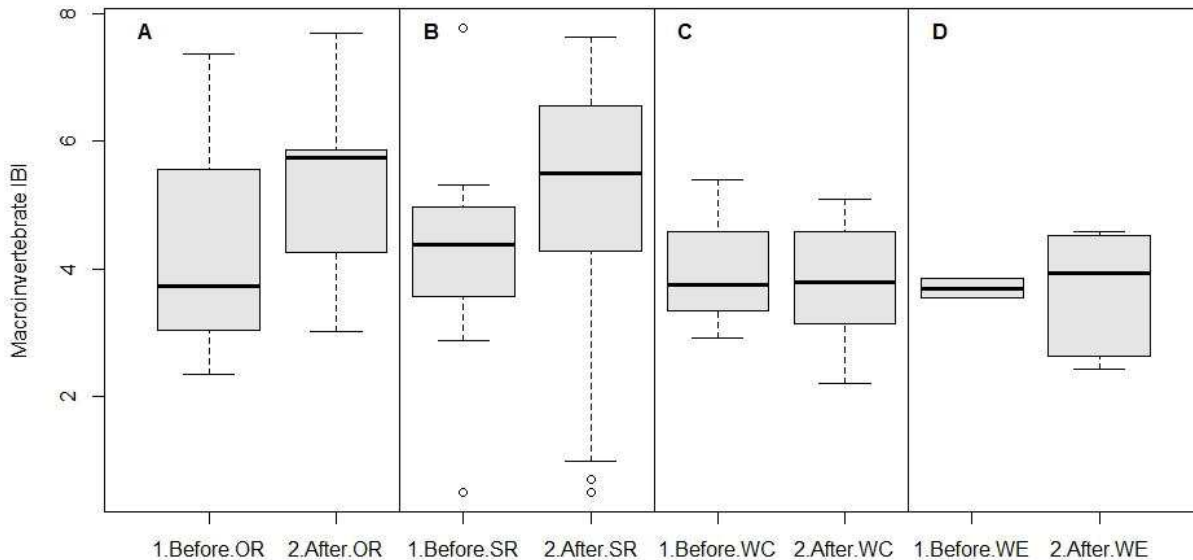 A
B
C
D
Macroinvertebrate IBI
8
6
4
2
1.Before.OR 2.After.OR 1.Before.SR 2.After.SR 1.Before.WC 2.After.WC 1.Before.WE 2.After.WE